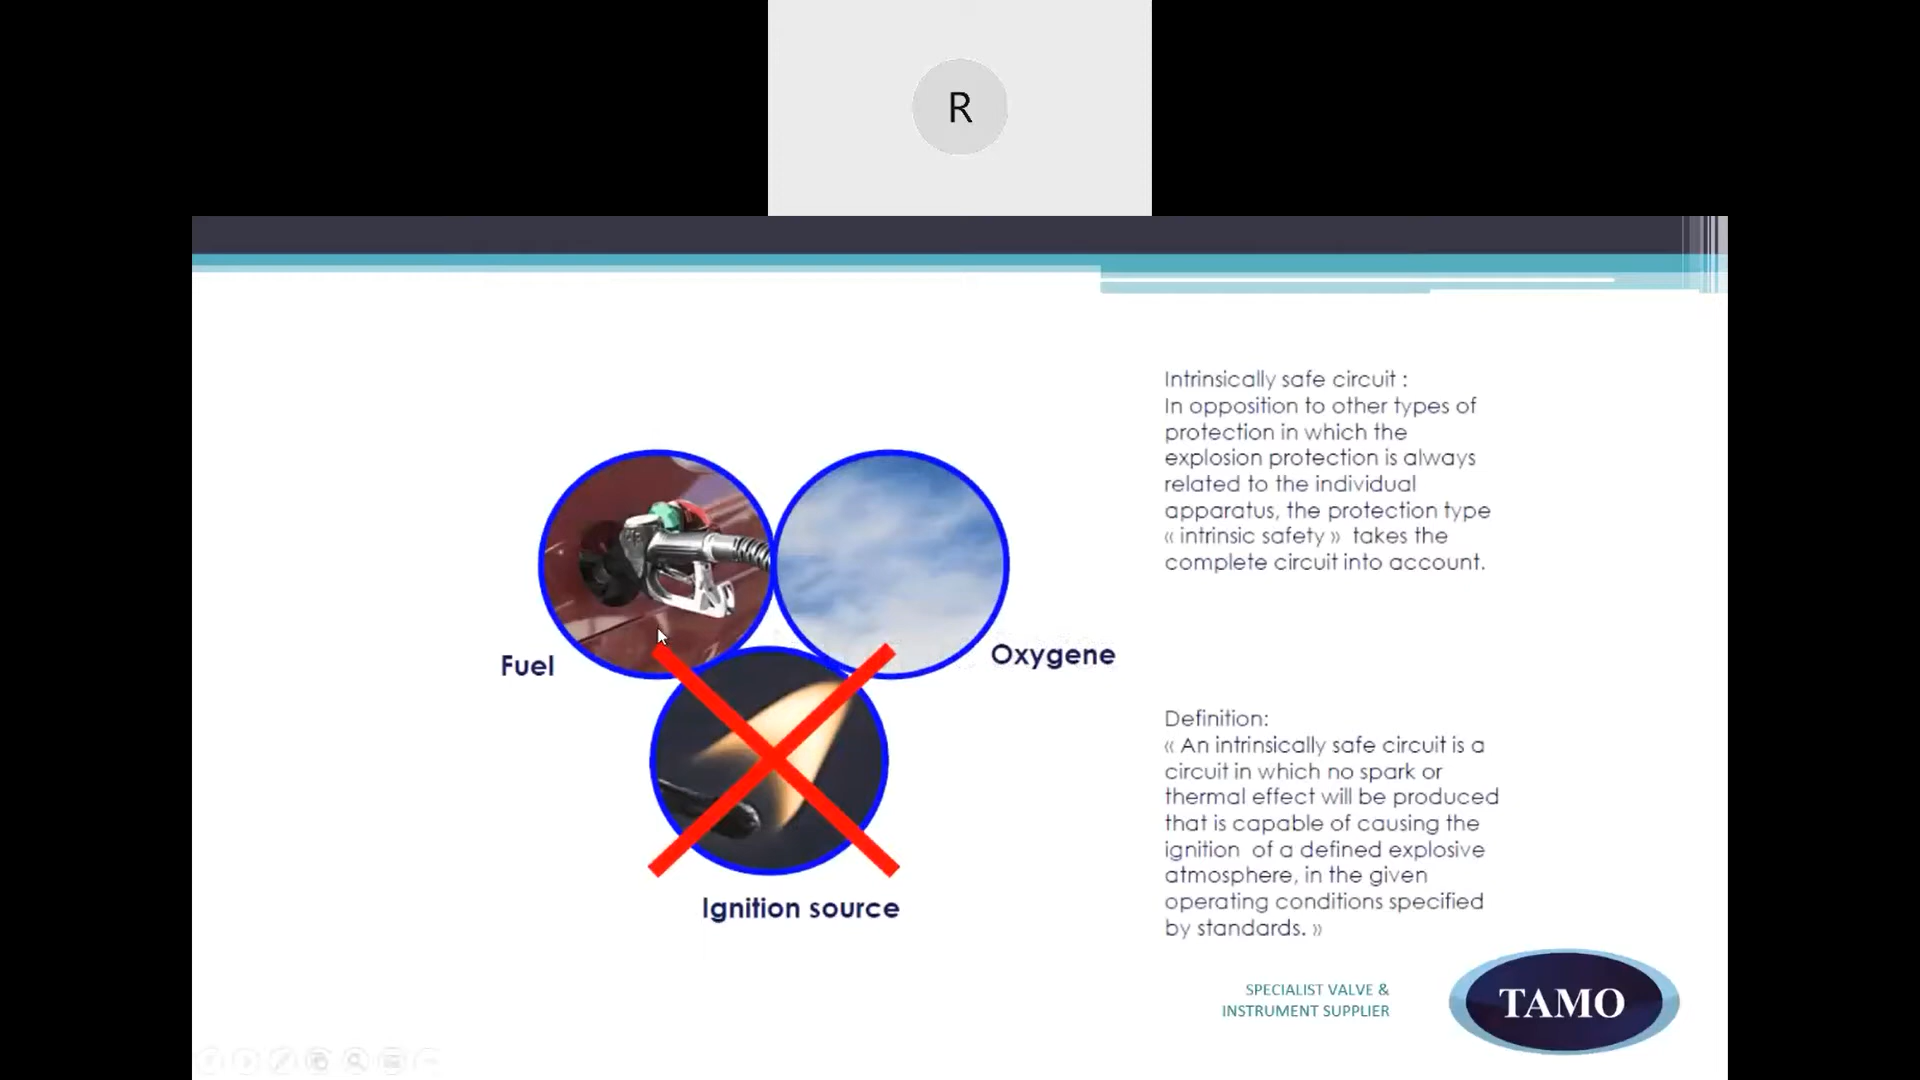 R
Intrinsically safe circuit :
In opposition to other types of
protection in which the
explosion protection is always
related to the individual
apparatus, the protection type
« intrinsic safety »  takes the
complete circuit into account.
Fuel
Oxygene
Ignition source
Definition:
« An intrinsically safe circuit is a
circuit in which no spark or
thermal effect will be produced
that is capable of causing the
ignition  of a defined explosive
atmosphere, in the given
operating conditions specified
by standards. »
SPECIALIST VALVE &
INSTRUMENT SUPPLIER
TAMO